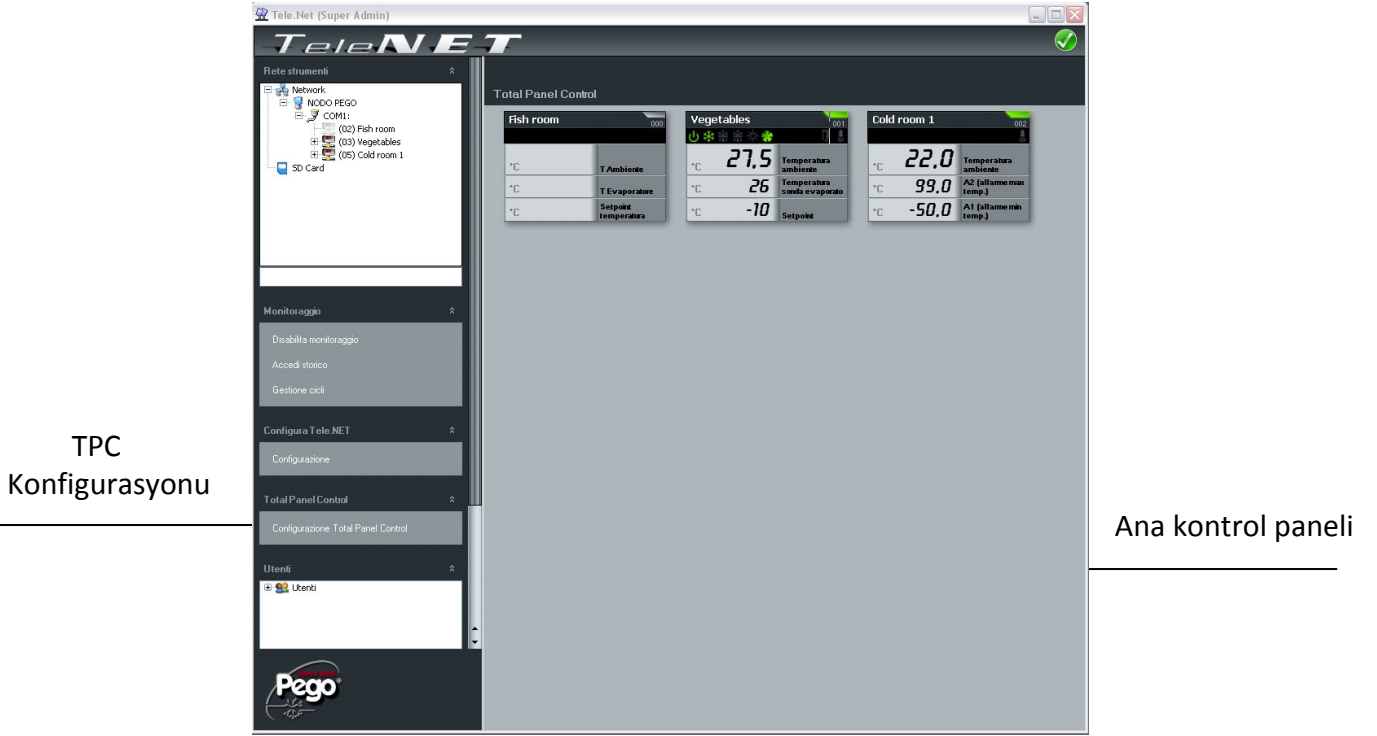 Tele.Net (Super Admin)
TeleNET
Rete strumenti
Network
NODO PEGO
COM1:
(02) Fish room
(03) Vegetables
(05) Cold room 1
SD Card
Monitoraggio
Disabilita monitoraggio
Accedi storico
Gestione cicli
Configura Tele.NET
Configurazione
Total Panel Control
Configurazione Total Panel Control
Utenti
Utenti
Pego
Total Panel Control
Fish room 000
°C T Ambiente
°C T Evaporatore
°C Setpoint temperatura
Vegetables 001
°C 27,5 Temperatura ambiente
°C 26 Temperatura sonda evaporato
°C -10 Setpoint
Cold room 1 002
°C 22,0 Temperatura ambiente
°C 99,0 A2 (allarme max temp.)
°C -50,0 A1 (allarme min temp.)
TPC
Konfigurasyonu
Ana kontrol paneli